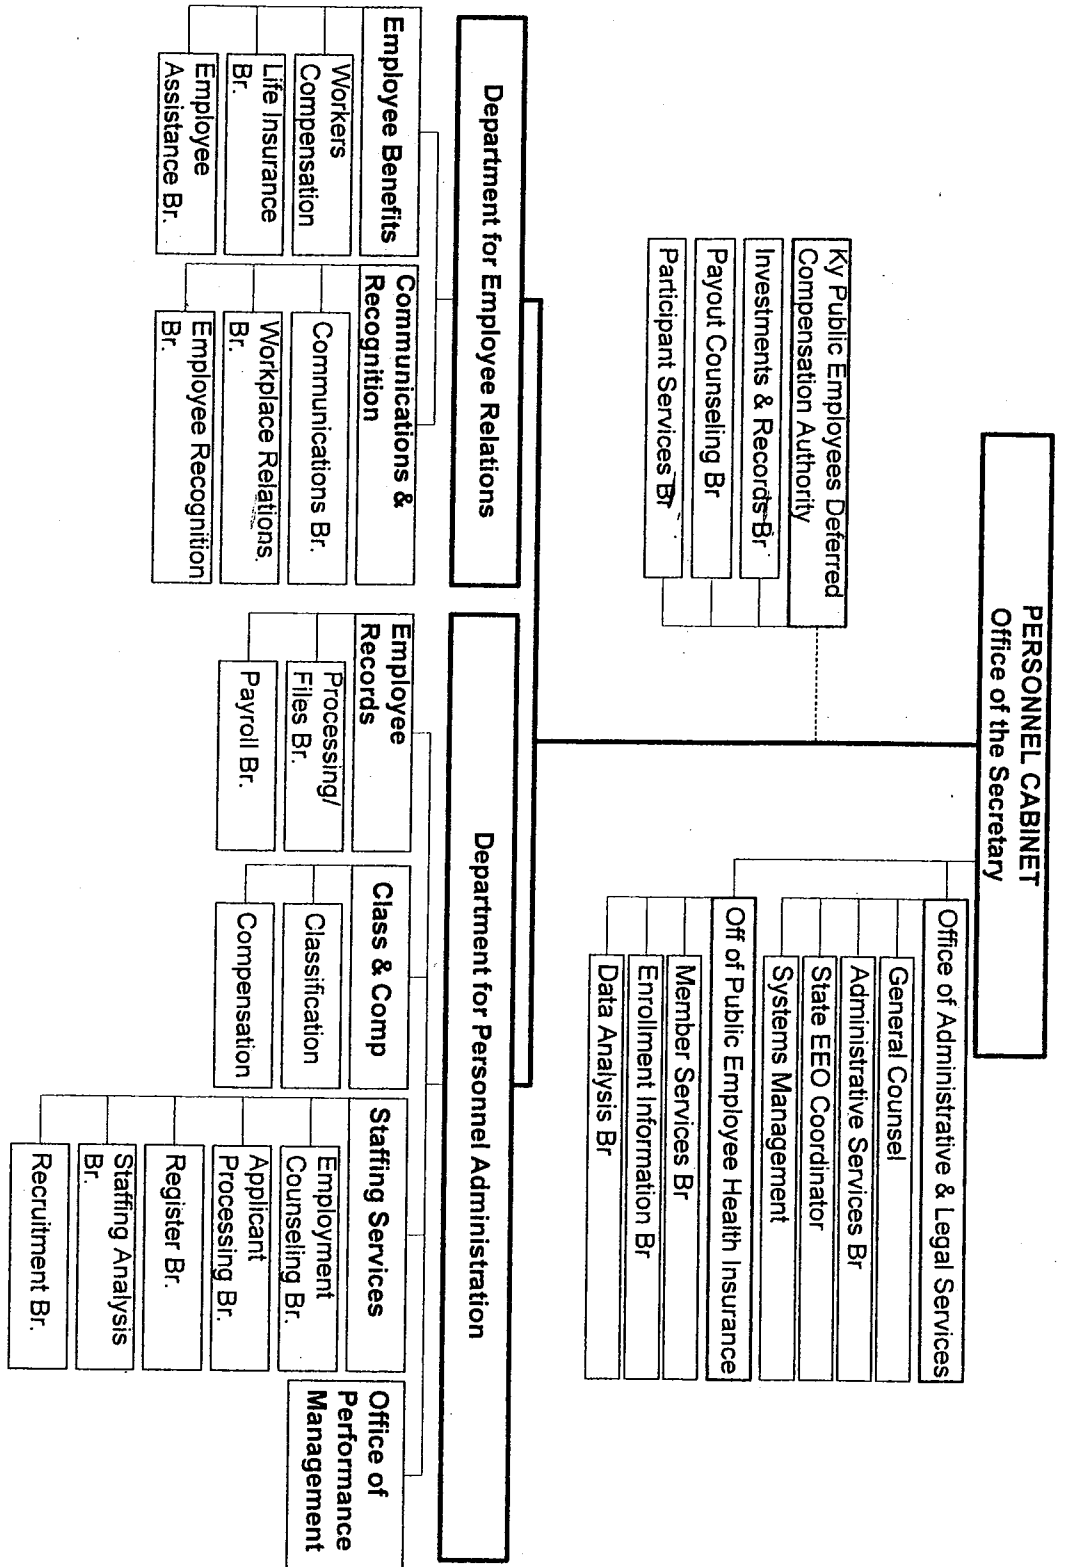 PERSONNEL CABINET
Office of the Secretary
Ky Public Employees Deferred
Compensation Authority
Investments & Records Br
Payout Counseling Br
Participant Services Br
Office of Administrative & Legal Services
General Counsel
Administrative Services Br
State EEO Coordinator
Systems Management
Off of Public Employee Health Insurance
Member Services Br
Enrollment Information Br
Data Analysis Br
Department for Employee Relations
Employee Benefits
Workers
Compensation
Life Insurance
Br.
Employee
Assistance Br.
Communications &
Recognition
Communications Br.
Workplace Relations
Br.
Employee Recognition
Br.
Department for Personnel Administration
Employee
Records
Processing/
Files Br.
Payroll Br.
Class & Comp
Classification
Compensation
Staffing Services
Employment
Counseling Br.
Applicant
Processing Br.
Register Br.
Staffing Analysis
Br.
Recruitment Br.
Office of
Performance
Management